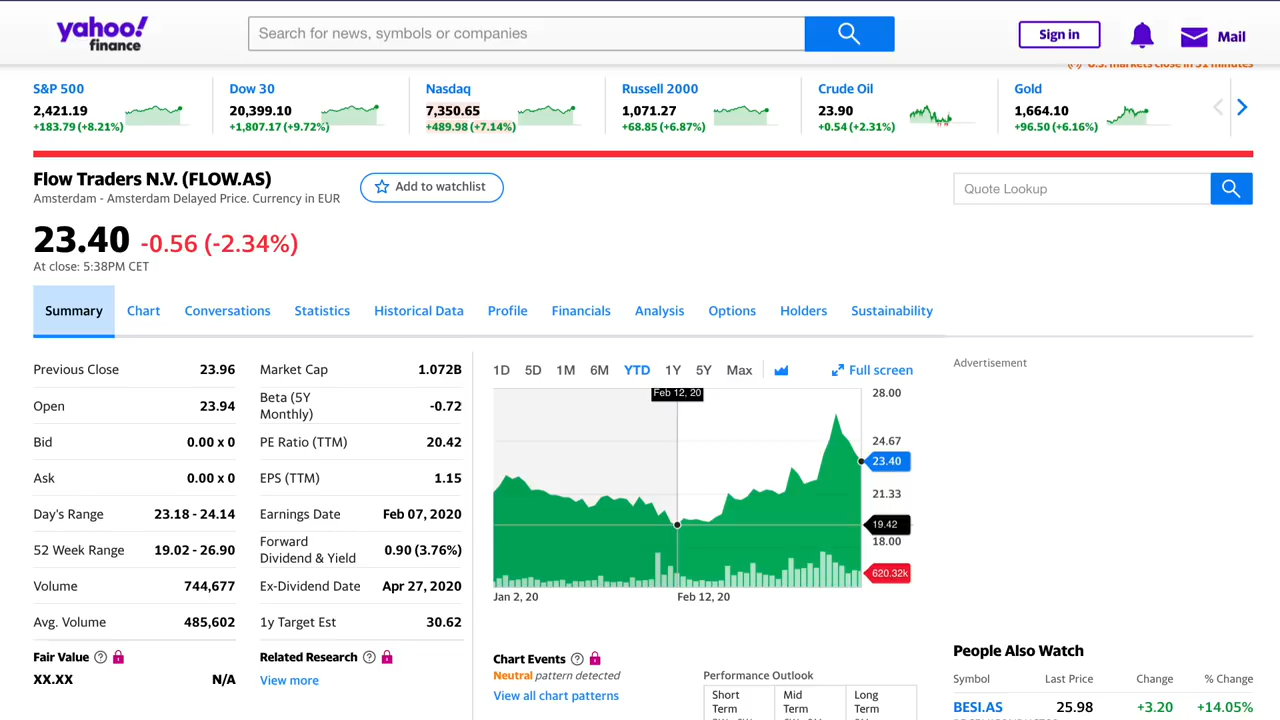 yahoo!
finance
Search for news, symbols or companies
Sign in
Mail
U.S. markets close in 51 minutes
S&P 500
2,421.19
+183.79 (+8.21%)
Dow 30
20,399.10
+1,807.17 (+9.72%)
Nasdaq
7,350.65
+489.98 (+7.14%)
Russell 2000
1,071.27
+68.85 (+6.87%)
Crude Oil
23.90
+0.54 (+2.31%)
Gold
1,664.10
+96.50 (+6.16%)
Flow Traders N.V. (FLOW.AS)
Amsterdam - Amsterdam Delayed Price. Currency in EUR
Add to watchlist
Quote Lookup
23.40 -0.56 (-2.34%)
At close: 5:38PM CET
Summary Chart Conversations Statistics Historical Data Profile Financials Analysis Options Holders Sustainability
Previous Close 23.96
Open 23.94
Bid 0.00 x 0
Ask 0.00 x 0
Day's Range 23.18 - 24.14
52 Week Range 19.02 - 26.90
Volume 744,677
Avg. Volume 485,602
Market Cap 1.072B
Beta (5Y
Monthly) -0.72
PE Ratio (TTM) 20.42
EPS (TTM) 1.15
Earnings Date Feb 07, 2020
Forward
Dividend & Yield 0.90 (3.76%)
Ex-Dividend Date Apr 27, 2020
1y Target Est 30.62
Fair Value
XX.XX N/A
Related Research
View more
1D 5D 1M 6M YTD 1Y 5Y Max
Full screen
Feb 12, 20
28.00
24.67
23.40
21.33
19.42
18.00
620.32k
Jan 2, 20 Feb 12, 20
Chart Events
Neutral pattern detected
View all chart patterns
Performance Outlook
Short
Term
Mid
Term
Long
Term
Advertisement
People Also Watch
Symbol Last Price Change % Change
BESI.AS 25.98 +3.20 +14.05%